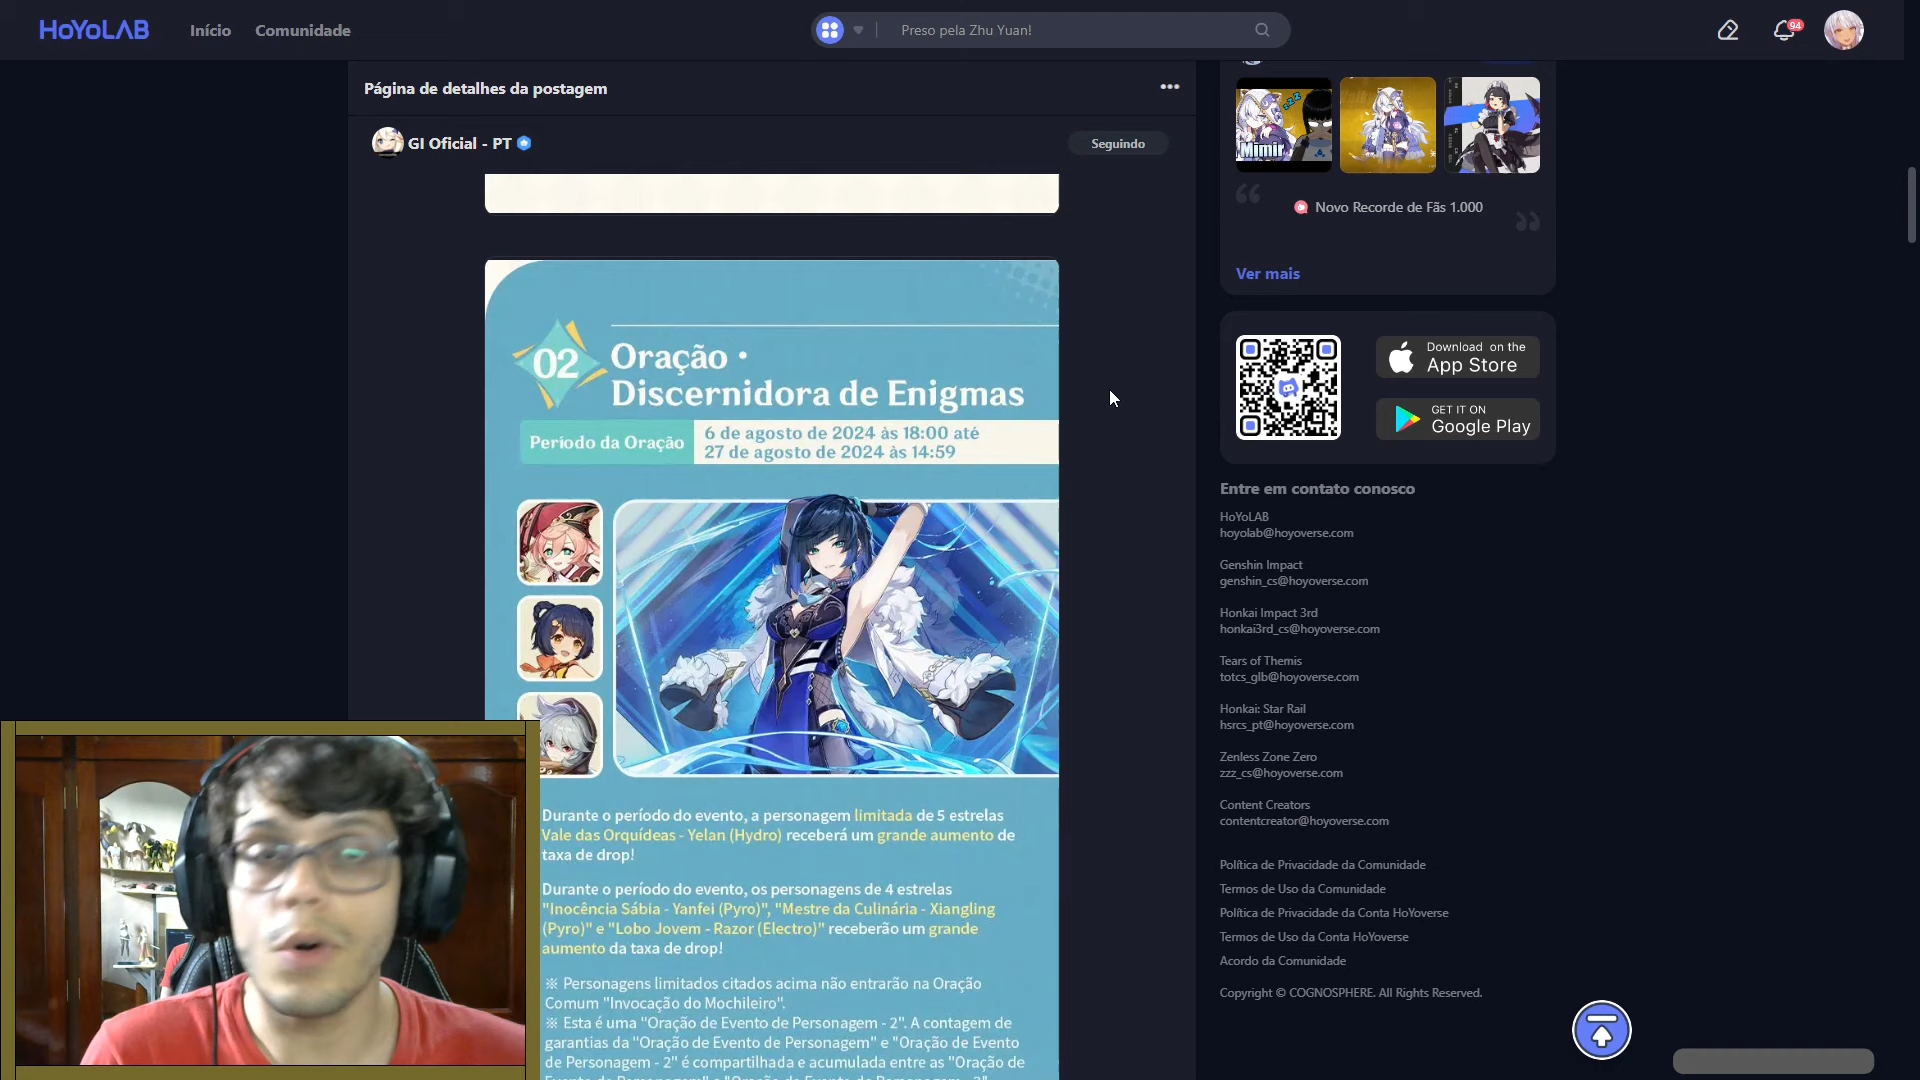 HoYoLAB
Início
Comunidade
Preso pela Zhu Yuan!
94
Página de detalhes da postagem
GI Oficial - PT
Seguindo
02
Oração •
Discernidora de Enigmas
Período da Oração
6 de agosto de 2024 às 18:00 até
27 de agosto de 2024 às 14:59
Durante o período do evento, a personagem limitada de 5 estrelas
Vale das Orquídeas - Yelan (Hydro) receberá um grande aumento de
taxa de drop!
Durante o período do evento, os personagens de 4 estrelas
"Inocência Sábia - Yanfei (Pyro)", "Mestre da Culinária - Xiangling
(Pyro)" e "Lobo Jovem - Razor (Electro)" receberão um grande
aumento da taxa de drop!
※ Personagens limitados citados acima não entrarão na Oração
Comum "Invocação do Mochileiro".
※ Esta é uma "Oração de Evento de Personagem - 2". A contagem de
garantias da "Oração de Evento de Personagem" e "Oração de Evento
de Personagem - 2" é compartilhada e acumulada entre as "Oração de
Mimir
Novo Recorde de Fãs 1.000
Ver mais
Download on the
App Store
GET IT ON
Google Play
Entre em contato conosco
HoYoLAB
hoyolab@hoyoverse.com
Genshin Impact
genshin_cs@hoyoverse.com
Honkai Impact 3rd
honkai3rd_cs@hoyoverse.com
Tears of Themis
totcs_glb@hoyoverse.com
Honkai: Star Rail
hsrcs_pt@hoyoverse.com
Zenless Zone Zero
zzz_cs@hoyoverse.com
Content Creators
contentcreator@hoyoverse.com
Política de Privacidade da Comunidade
Termos de Uso da Comunidade
Política de Privacidade da Conta HoYoverse
Termos de Uso da Conta HoYoverse
Acordo da Comunidade
Copyright © COGNOSPHERE. All Rights Reserved.